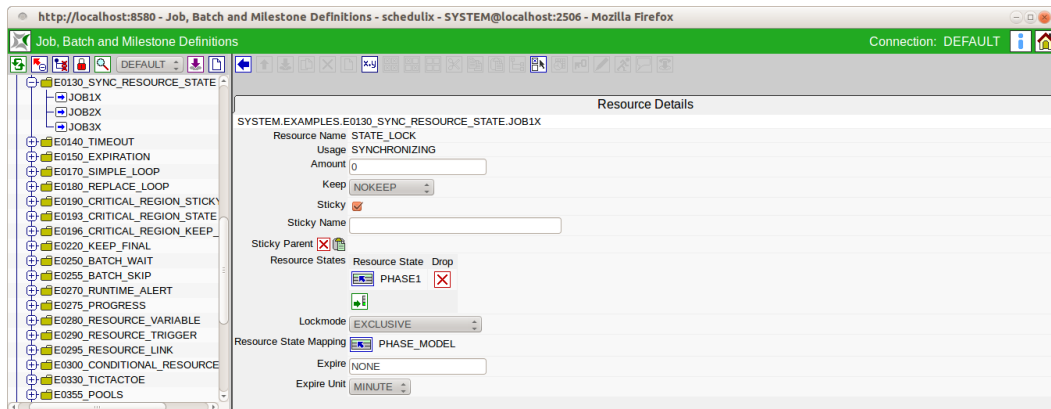 http://localhost:8580 - Job, Batch and Milestone Definitions - schedulix - SYSTEM@localhost:2506 - Mozilla Firefox
Job, Batch and Milestone Definitions
Connection: DEFAULT
DEFAULT
x,y
E0130_SYNC_RESOURCE_STATE
JOB1X
JOB2X
JOB3X
E0140_TIMEOUT
E0150_EXPIRATION
E0170_SIMPLE_LOOP
E0180_REPLACE_LOOP
E0190_CRITICAL_REGION_STICKY
E0193_CRITICAL_REGION_STATE
E0196_CRITICAL_REGION_KEEP_
E0220_KEEP_FINAL
E0250_BATCH_WAIT
E0255_BATCH_SKIP
E0270_RUNTIME_ALERT
E0275_PROGRESS
E0280_RESOURCE_VARIABLE
E0290_RESOURCE_TRIGGER
E0295_RESOURCE_LINK
E0300_CONDITIONAL_RESOURCE
E0330_TICTACTOE
E0355_POOLS
Resource Details
SYSTEM.EXAMPLES.E0130_SYNC_RESOURCE_STATE.JOB1X
Resource Name STATE_LOCK
Usage SYNCHRONIZING
Amount 0
Keep NOKEEP
Sticky
Sticky Name
Sticky Parent
Resource States Resource State Drop
PHASE1
Lockmode EXCLUSIVE
Resource State Mapping PHASE_MODEL
Expire NONE
Expire Unit MINUTE